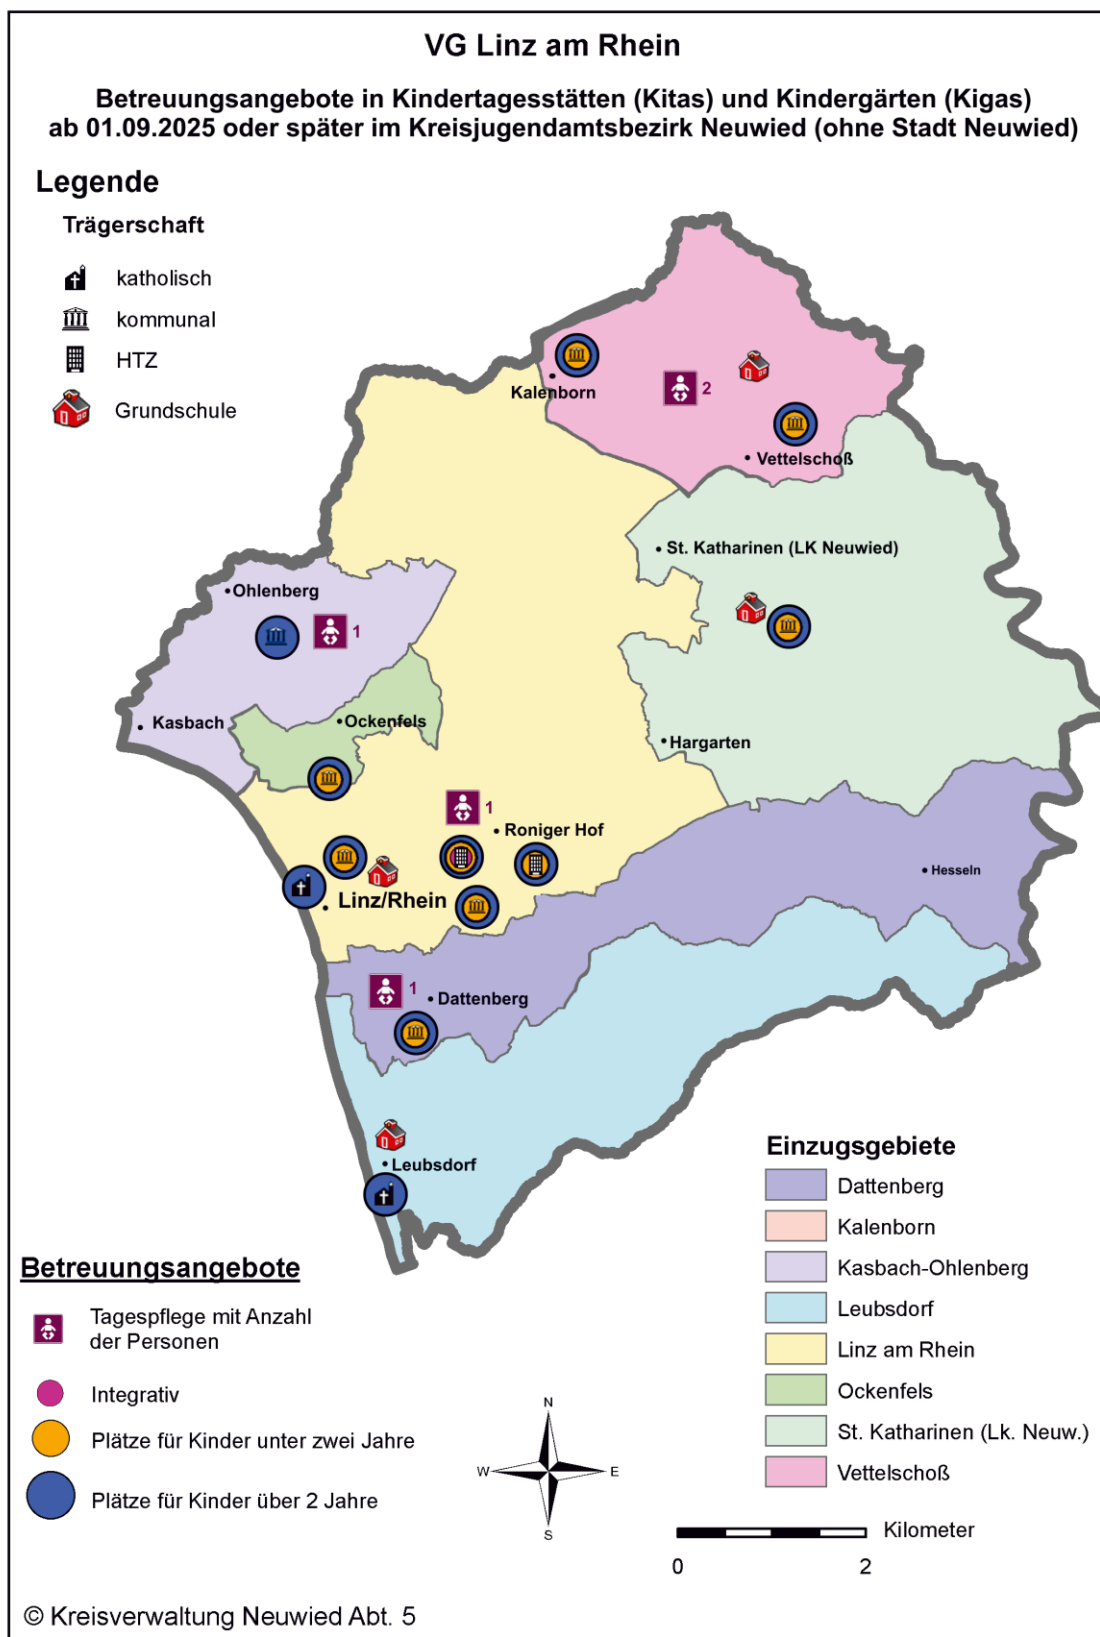 VG Linz am Rhein
Betreuungsangebote in Kindertagesstätten (Kitas) und Kindergärten (Kigas)
ab 01.09.2025 oder später im Kreisjugendamtsbezirk Neuwied (ohne Stadt Neuwied)
Legende
Trägerschaft
katholisch
kommunal
HTZ
Grundschule
Kalenborn
2
Vettelschoß
St. Katharinen (LK Neuwied)
Ohlenberg
1
Kasbach
Ockenfels
Hargarten
1
Roniger Hof
Hesseln
Linz/Rhein
1
Dattenberg
Leubsdorf
Einzugsgebiete
Dattenberg
Kalenborn
Kasbach-Ohlenberg
Leubsdorf
Linz am Rhein
Ockenfels
St. Katharinen (Lk. Neuw.)
Vettelschoß
Betreuungsangebote
Tagespflege mit Anzahl
der Personen
Integrativ
Plätze für Kinder unter zwei Jahre
Plätze für Kinder über 2 Jahre
N
W
E
S
Kilometer
0
2
© Kreisverwaltung Neuwied Abt. 5